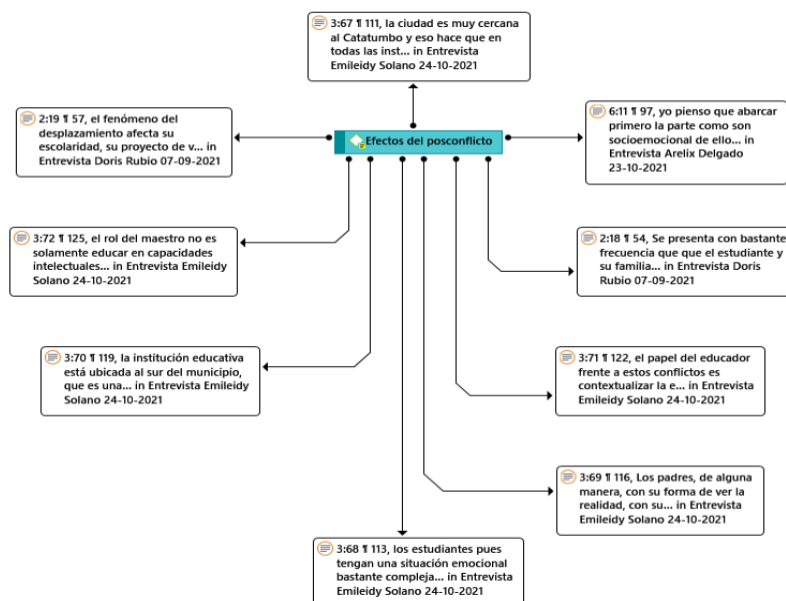 3:67 ¶ 111, la ciudad es muy cercana
al Catatumbo y eso hace que en
todas las inst... in Entrevista
Emileidy Solano 24-10-2021
2:19 ¶ 57, el fenómeno del
desplazamiento afecta su
escolaridad, su proyecto de v... in
Entrevista Doris Rubio 07-09-2021
Efectos del posconflicto
6:11 ¶ 97, yo pienso que abarcar
primero la parte como son
socioemocional de ello... in
Entrevista Arelix Delgado
23-10-2021
3:72 ¶ 125, el rol del maestro no es
solamente educar en capacidades
intelectuales... in Entrevista Emileidy
Solano 24-10-2021
2:18 ¶ 54, Se presenta con bastante
frecuencia que que el estudiante y
su familia... in Entrevista Doris
Rubio 07-09-2021
3:70 ¶ 119, la institución educativa
está ubicada al sur del municipio,
que es una... in Entrevista Emileidy
Solano 24-10-2021
3:71 ¶ 122, el papel del educador
frente a estos conflictos es
contextualizar la e... in Entrevista
Emileidy Solano 24-10-2021
3:69 ¶ 116, Los padres, de alguna
manera, con su forma de ver la
realidad, con su... in Entrevista
Emileidy Solano 24-10-2021
3:68 ¶ 113, los estudiantes pues
tengan una situación emocional
bastante compleja... in Entrevista
Emileidy Solano 24-10-2021